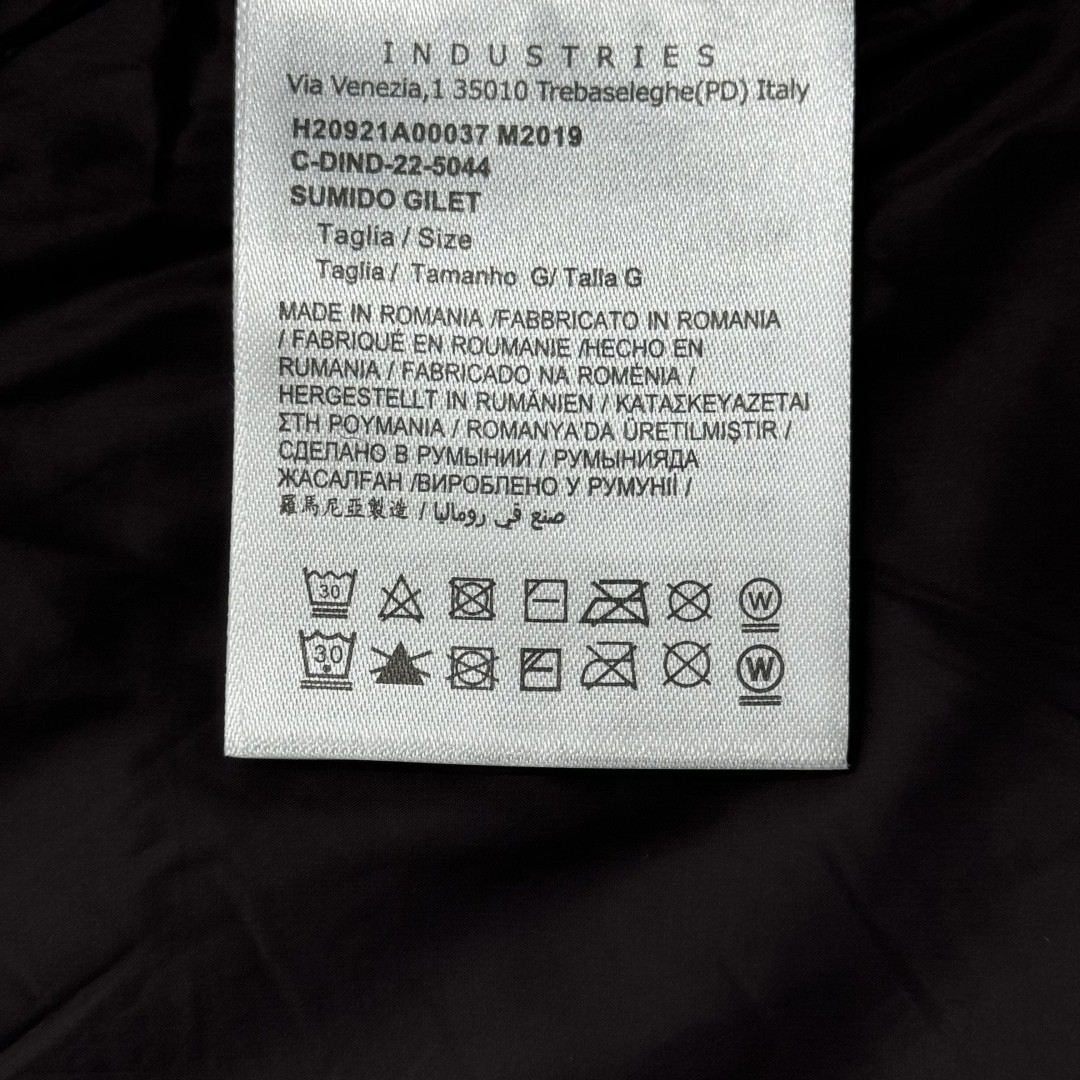 INDUSTRIES
Via Venezia,1 35010 Trebaseleghe(PD) Italy
H20921A00037 M2019
C-DIND-22-5044
SUMIDO GILET
Taglia / Size
Taglia / Tamanho G/ Talla G
MADE IN ROMANIA /FABBRICATO IN ROMANIA
/ FABRIQUÉ EN ROUMANIE /HECHO EN
RUMANIA / FABRICADO NA ROMÉNIA /
HERGESTELLT IN RUMÄNIEN / ΚΑΤΑΣΚΕΥΑΖΕΤΑΙ
ΣΤΗ ΡΟΥΜΑΝΙΑ / ROMANYA'DA ÜRETILMIŞTIR /
СДЕЛАНО В РУМЫНИИ / РУМЫНИЯДА
ЖАСАЛҒАН /ВИРОБЛЕНО У РУМУНІЇ /
羅馬尼亞製造 / صنع في رومانيا
30 W
30 W